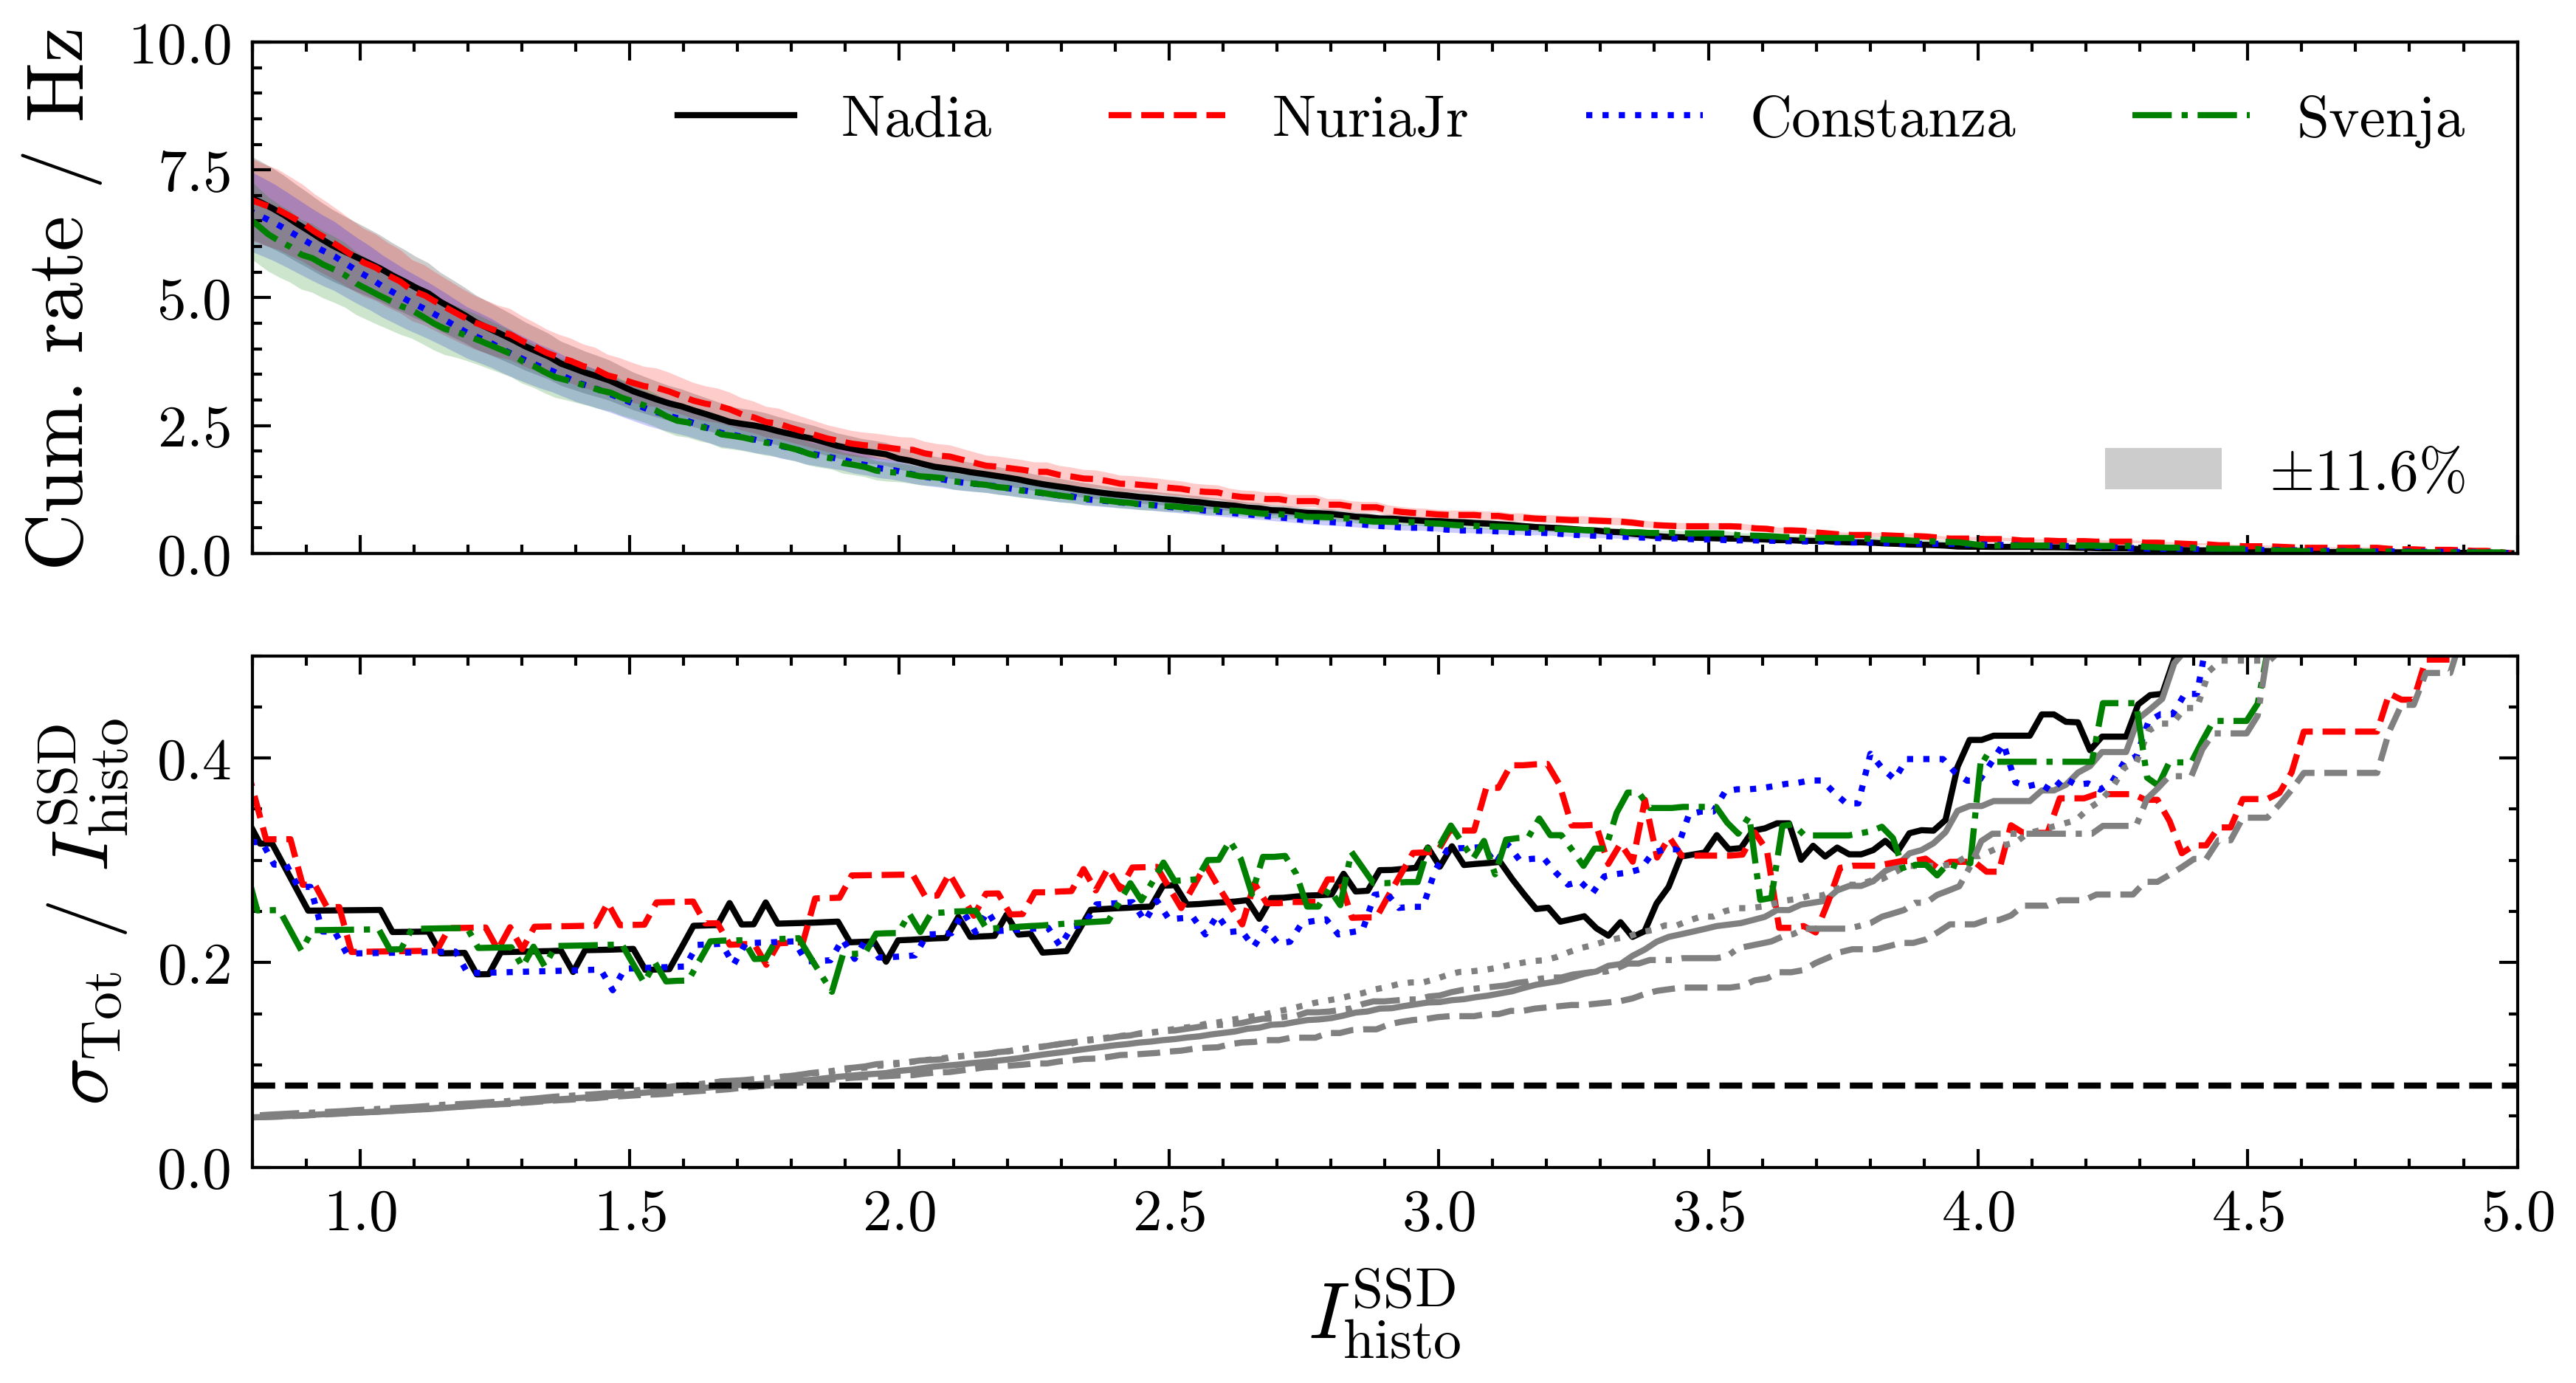 Cum. rate / Hz
10.0
7.5
5.0
2.5
0.0
Nadia NuriaJr Constanza Svenja
±11.6%
σ_Tot / I_histo^SSD
0.4
0.2
0.0
1.0 1.5 2.0 2.5 3.0 3.5 4.0 4.5 5.0
I_histo^SSD